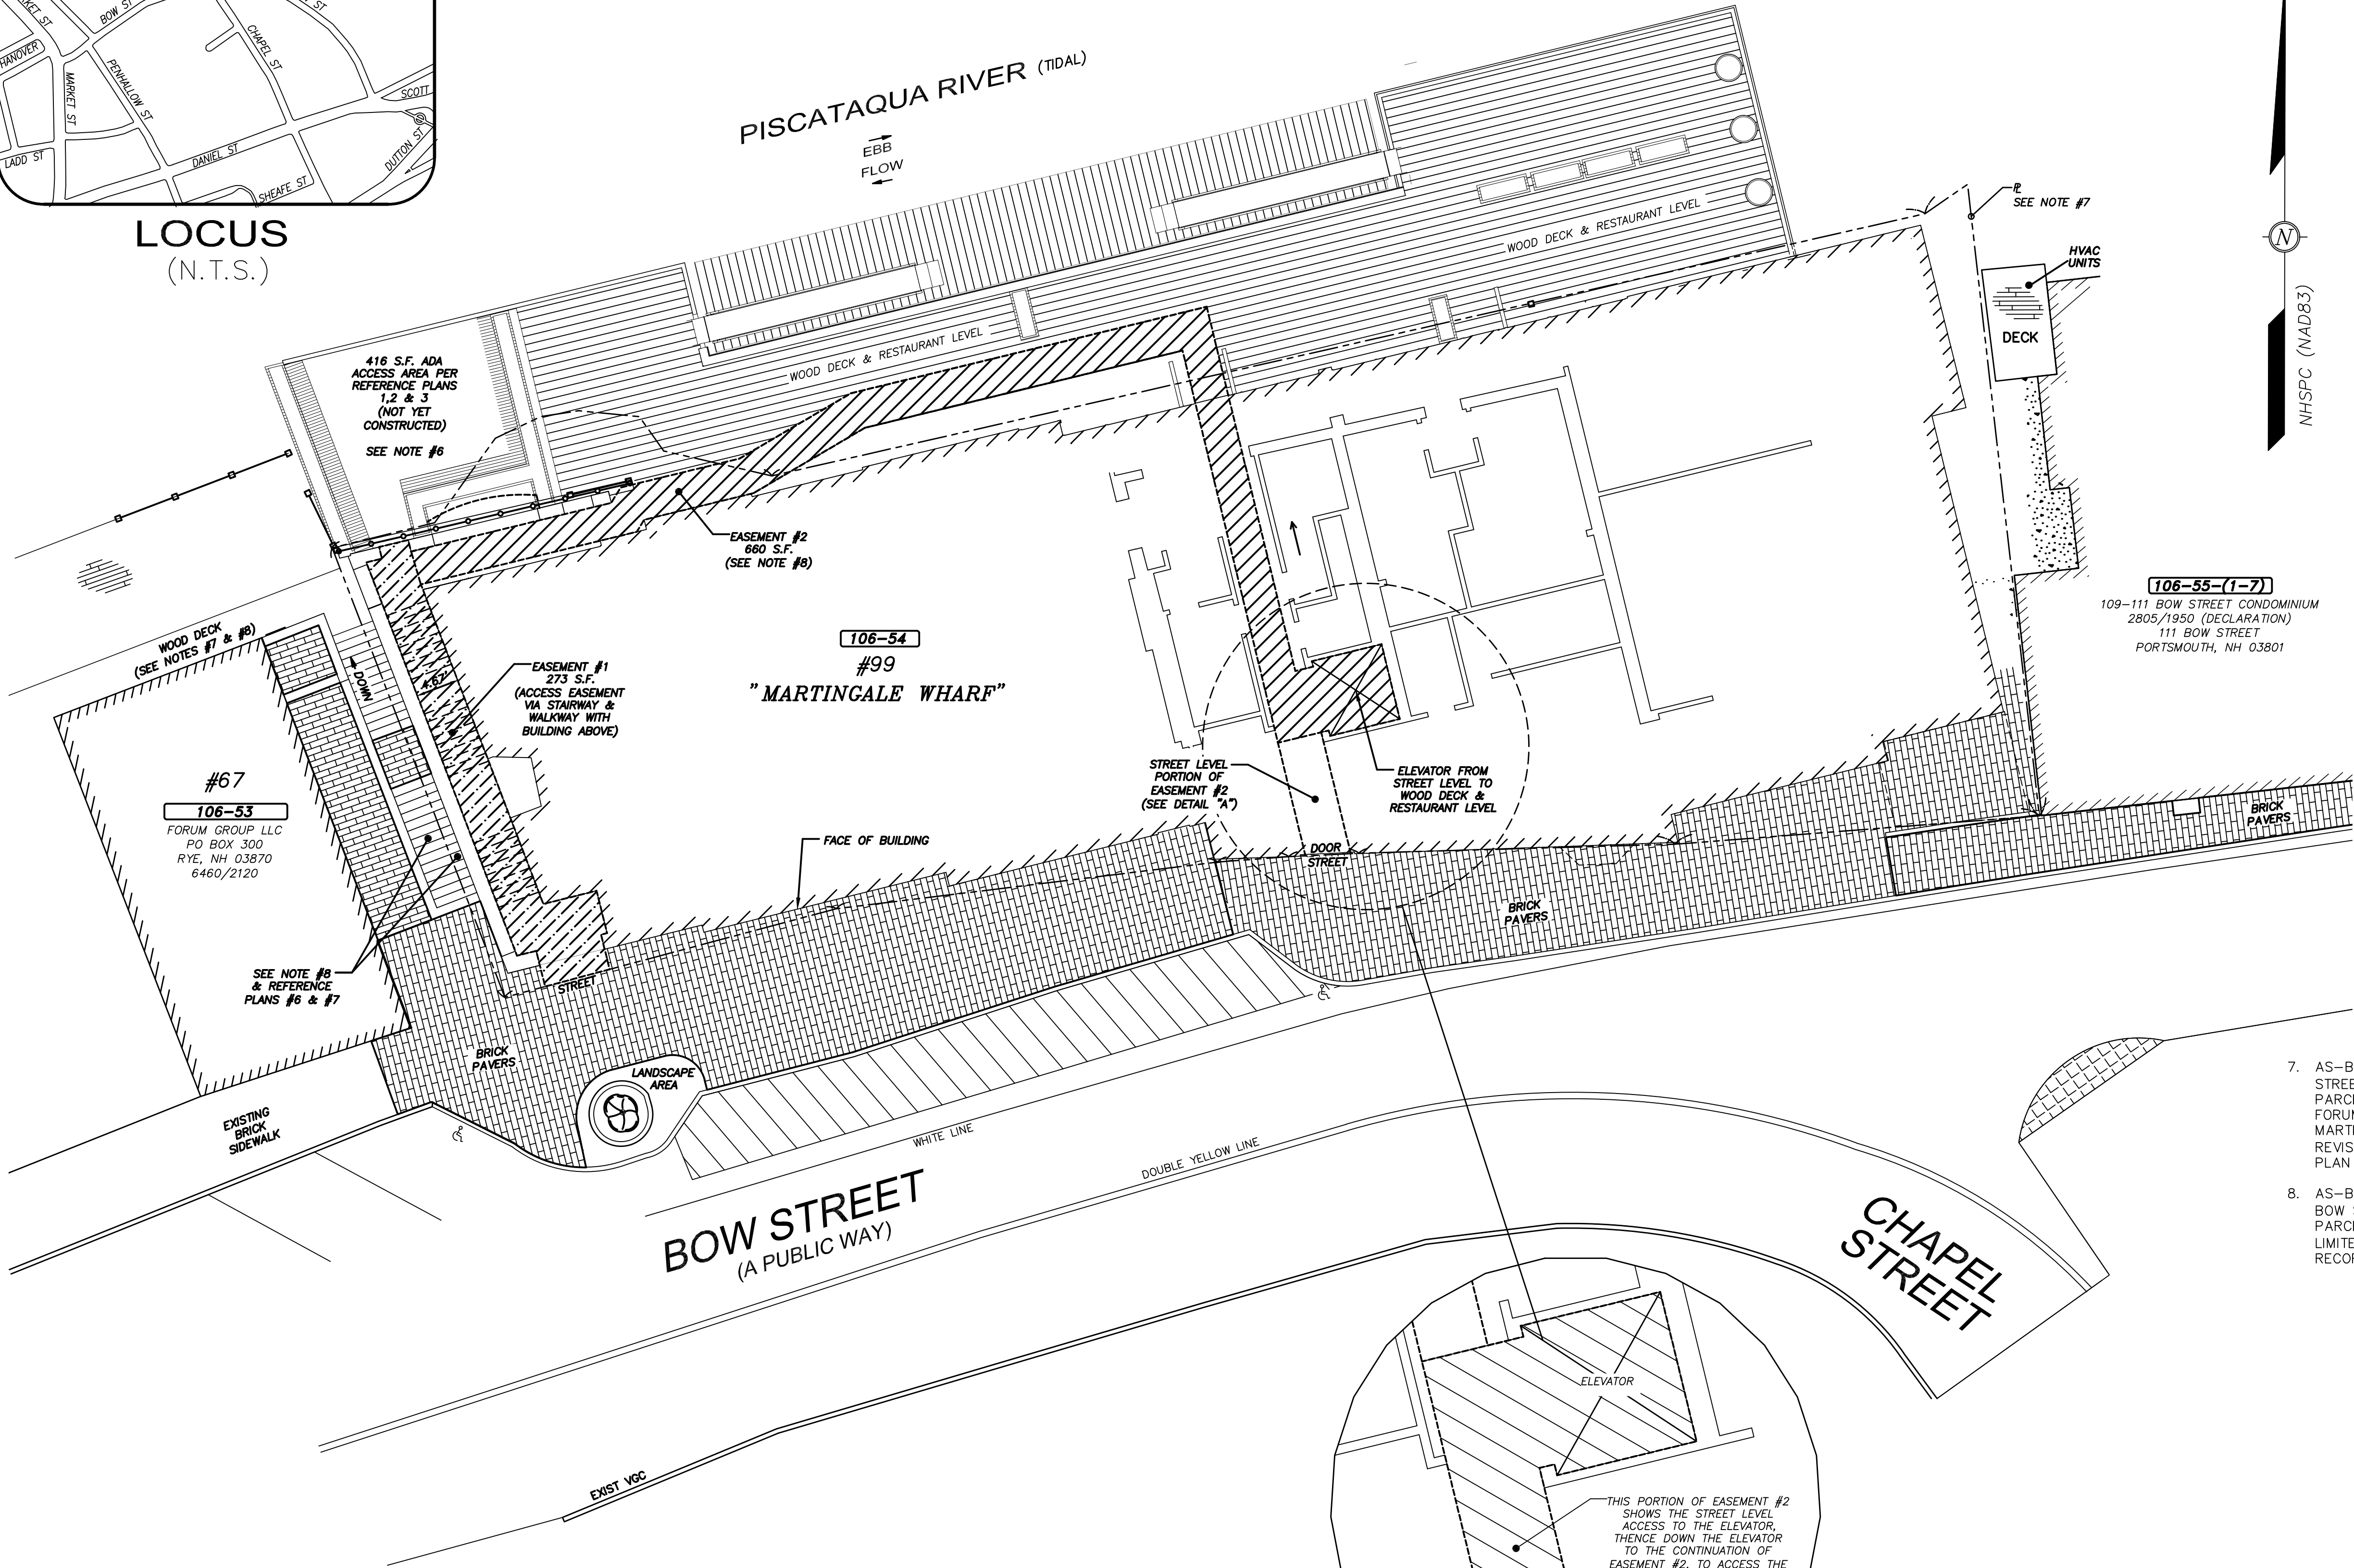 BOW ST
CHAPEL ST
HANOVER
MARKET ST
PENHALLOW ST
SCOTT
DUTTON ST
LADD ST
DANIEL ST
SHEAFE ST
LOCUS
(N.T.S.)
PISCATAQUA RIVER (TIDAL)
EBB
FLOW
WOOD DECK & RESTAURANT LEVEL
WOOD DECK & RESTAURANT LEVEL
PL
SEE NOTE #7
HVAC
UNITS
DECK
N
NHSPC (NAD83)
416 S.F. ADA
ACCESS AREA PER
REFERENCE PLANS
1,2 & 3
(NOT YET
CONSTRUCTED)
SEE NOTE #6
EASEMENT #2
660 S.F.
(SEE NOTE #8)
WOOD DECK
(SEE NOTES #7 & #8)
DOWN
4.67'
EASEMENT #1
273 S.F.
(ACCESS EASEMENT
VIA STAIRWAY &
WALKWAY WITH
BUILDING ABOVE)
106-54
#99
"MARTINGALE WHARF"
106-55-(1-7)
109-111 BOW STREET CONDOMINIUM
2805/1950 (DECLARATION)
111 BOW STREET
PORTSMOUTH, NH 03801
#67
106-53
FORUM GROUP LLC
PO BOX 300
RYE, NH 03870
6460/2120
STREET LEVEL
PORTION OF
EASEMENT #2
(SEE DETAIL "A")
ELEVATOR FROM
STREET LEVEL TO
WOOD DECK &
RESTAURANT LEVEL
FACE OF BUILDING
DOOR
STREET
BRICK
PAVERS
BRICK
PAVERS
SEE NOTE #8
& REFERENCE
PLANS #6 & #7
STREET
BRICK
PAVERS
LANDSCAPE
AREA
EXISTING
BRICK
SIDEWALK
WHITE LINE
DOUBLE YELLOW LINE
BOW STREET
(A PUBLIC WAY)
CHAPEL
STREET
7. AS-B
STREE
PARCE
FORUM
MARTI
REVIS
PLAN
8. AS-B
BOW S
PARCE
LIMITE
RECOR
ELEVATOR
EXIST VGC
THIS PORTION OF EASEMENT #2
SHOWS THE STREET LEVEL
ACCESS TO THE ELEVATOR,
THENCE DOWN THE ELEVATOR
TO THE CONTINUATION OF
EASEMENT #2, TO ACCESS THE